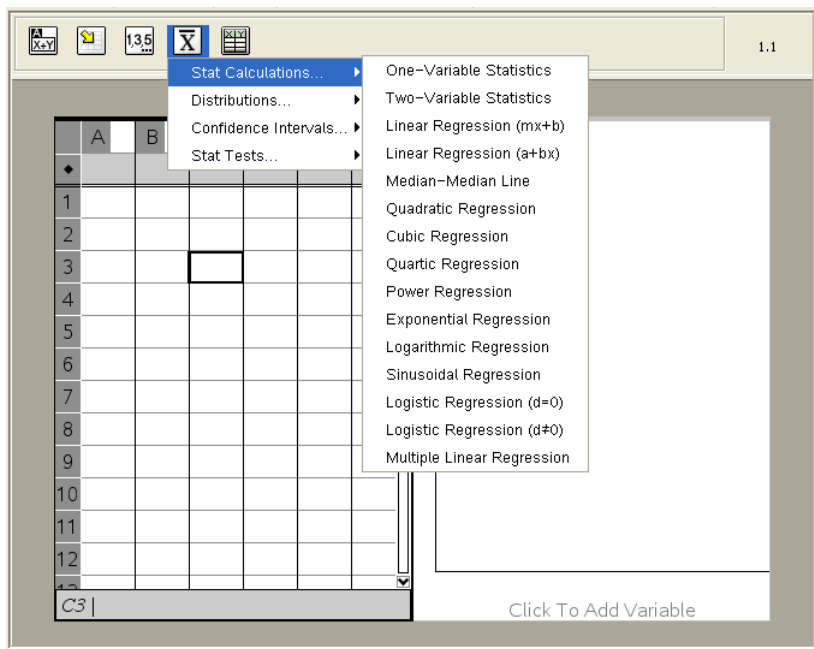 A
X+Y
1,3,5
...
X
X Y
1.1
Stat Calculations...
Distributions...
Confidence Intervals...
Stat Tests...
One-Variable Statistics
Two-Variable Statistics
Linear Regression (mx+b)
Linear Regression (a+bx)
Median-Median Line
Quadratic Regression
Cubic Regression
Quartic Regression
Power Regression
Exponential Regression
Logarithmic Regression
Sinusoidal Regression
Logistic Regression (d=0)
Logistic Regression (d≠0)
Multiple Linear Regression
A B
1
2
3
4
5
6
7
8
9
10
11
12
C3
Click To Add Variable